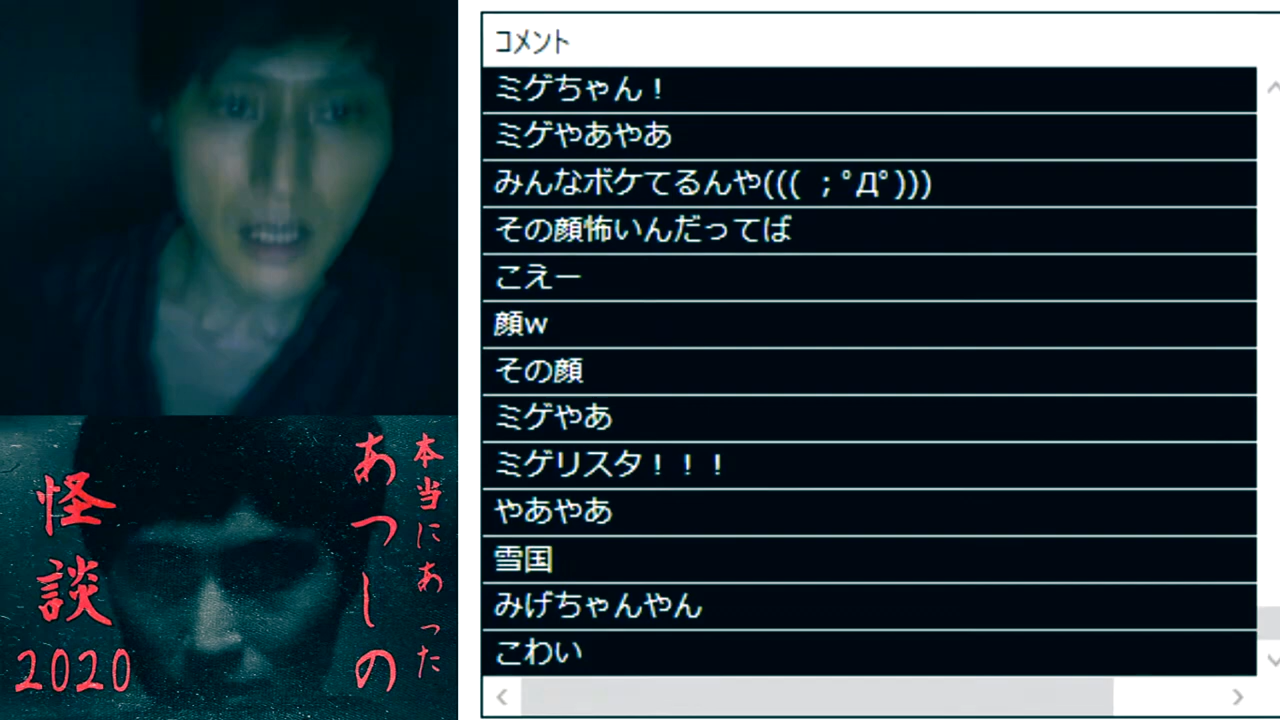 コメント
ミゲちゃん！
ミゲやあやあ
みんなボケてるんや(((；ﾟДﾟ)))
その顔怖いんだってば
こえー
顔w
その顔
ミゲやあ
ミゲリスタ！！！
やあやあ
雪国
みげちゃんやん
こわい
本当にあった
あつしの
怪談
2020